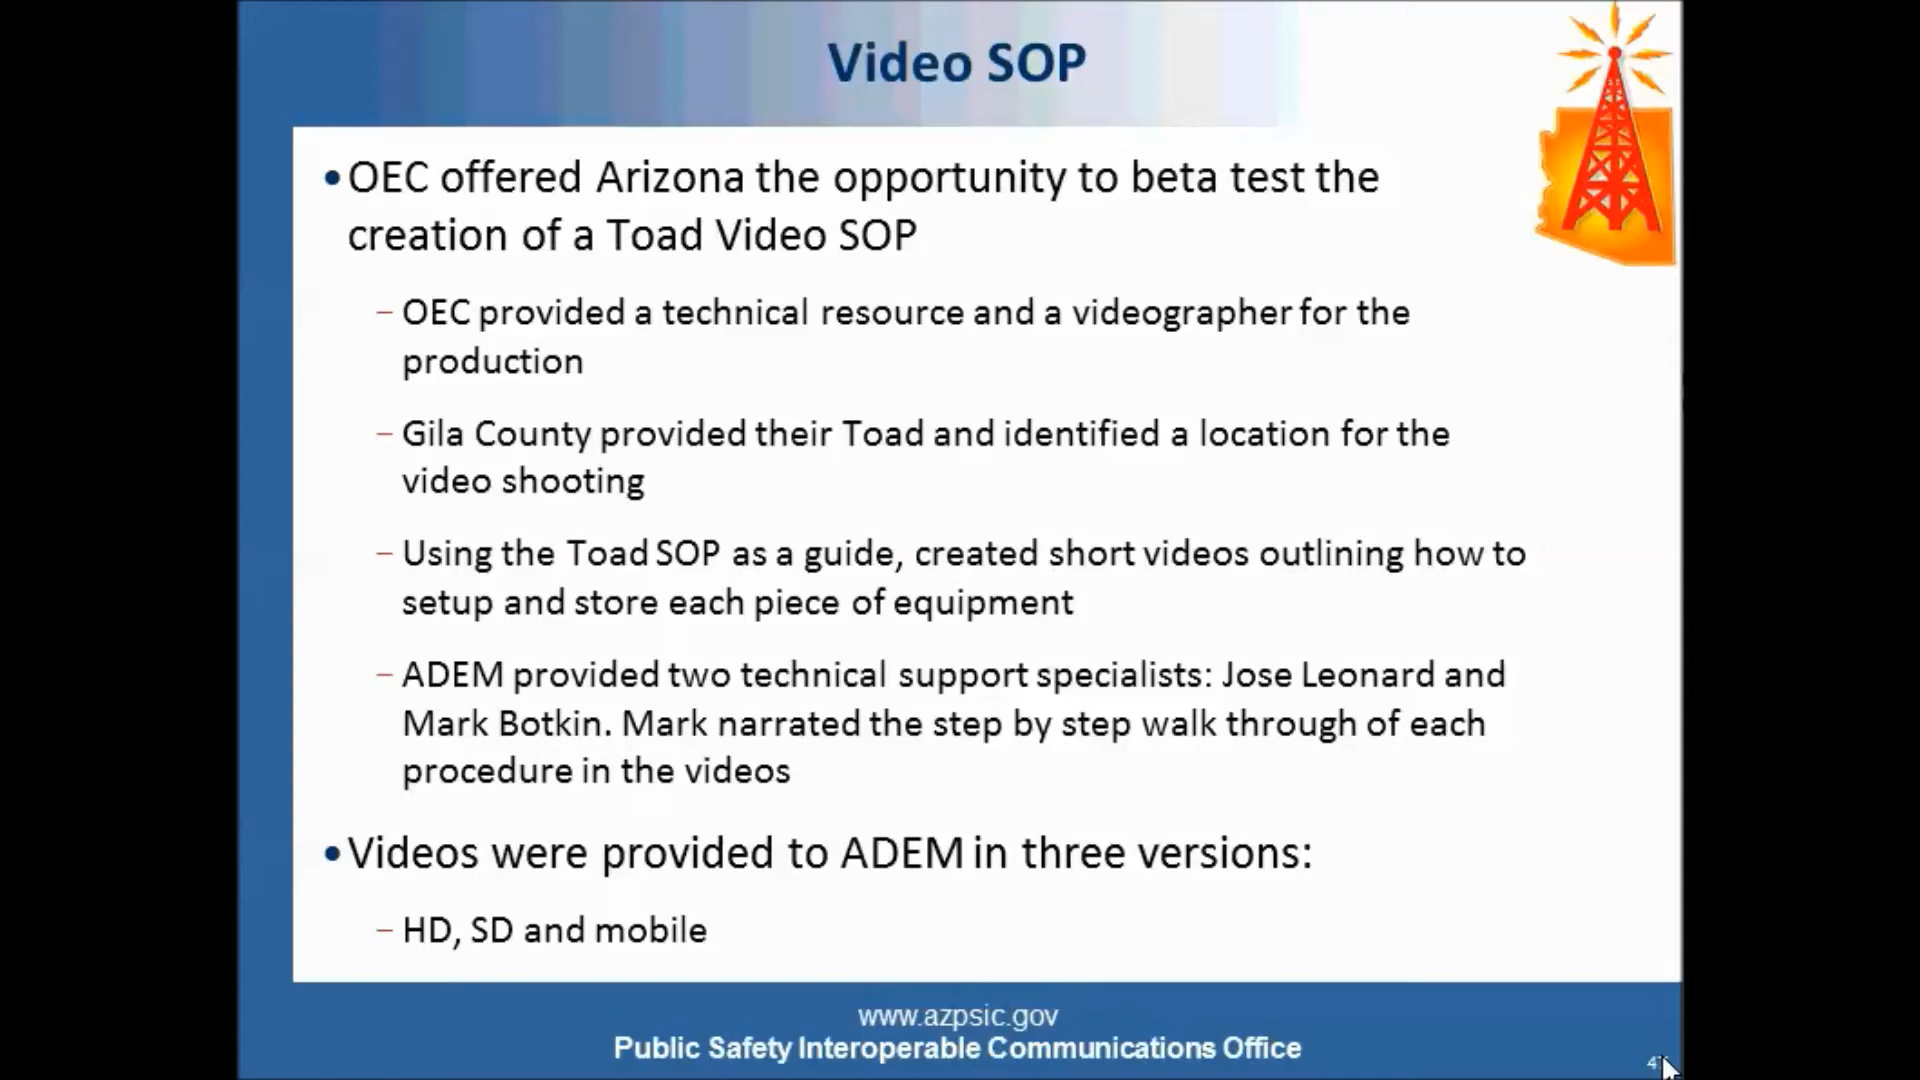 Video SOP
•OEC offered Arizona the opportunity to beta test the
creation of a Toad Video SOP
– OEC provided a technical resource and a videographer for the
production
– Gila County provided their Toad and identified a location for the
video shooting
– Using the Toad SOP as a guide, created short videos outlining how to
setup and store each piece of equipment
– ADEM provided two technical support specialists: Jose Leonard and
Mark Botkin. Mark narrated the step by step walk through of each
procedure in the videos
•Videos were provided to ADEM in three versions:
– HD, SD and mobile
www.azpsic.gov
Public Safety Interoperable Communications Office